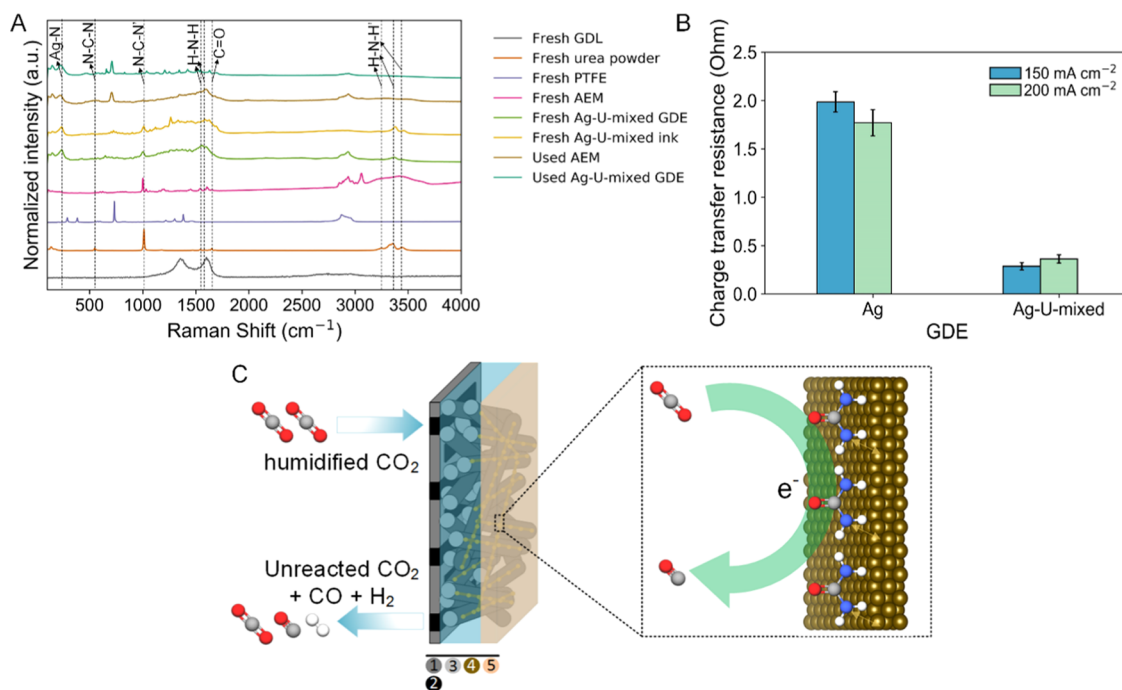 A
Normalized intensity (a.u.)
Ag-N
N-C-N
N-C-N'
H-N-H
C=O
H-N-H'
500 1000 1500 2000 2500 3000 3500 4000
Raman Shift (cm⁻¹)
Fresh GDL
Fresh urea powder
Fresh PTFE
Fresh AEM
Fresh Ag-U-mixed GDE
Fresh Ag-U-mixed ink
Used AEM
Used Ag-U-mixed GDE
B
Charge transfer resistance (Ohm)
2.5
2.0
1.5
1.0
0.5
0.0
150 mA cm⁻²
200 mA cm⁻²
Ag Ag-U-mixed
GDE
C
humidified CO₂
Unreacted CO₂
+ CO + H₂
1 3 4 5
2
e⁻